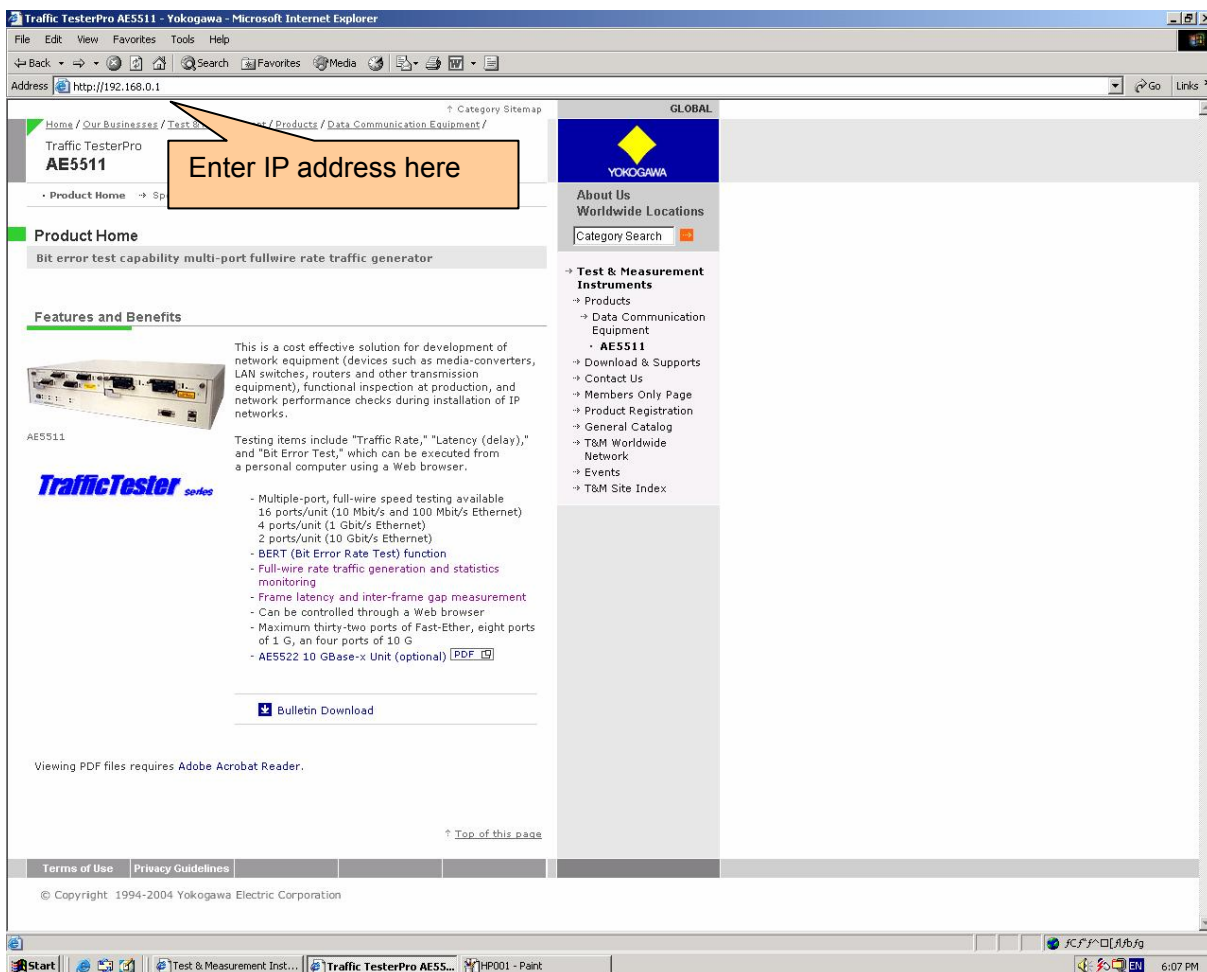 Traffic TesterPro AE5511 - Yokogawa - Microsoft Internet Explorer
File Edit View Favorites Tools Help
Back Search Favorites Media
Address http://192.168.0.1 Go Links
↑ Category Sitemap
GLOBAL
Home / Our Businesses / Test & / Products / Data Communication Equipment /
Traffic TesterPro
AE5511
Enter IP address here
YOKOGAWA
· Product Home
About Us
Worldwide Locations
Category Search
Product Home
Bit error test capability multi-port fullwire rate traffic generator
Features and Benefits
This is a cost effective solution for development of
network equipment (devices such as media-converters,
LAN switches, routers and other transmission
equipment), functional inspection at production, and
network performance checks during installation of IP
networks.
AE5511
Testing items include "Traffic Rate," "Latency (delay),"
and "Bit Error Test," which can be executed from
a personal computer using a Web browser.
TrafficTester series
- Multiple-port, full-wire speed testing available
16 ports/unit (10 Mbit/s and 100 Mbit/s Ethernet)
4 ports/unit (1 Gbit/s Ethernet)
2 ports/unit (10 Gbit/s Ethernet)
- BERT (Bit Error Rate Test) function
- Full-wire rate traffic generation and statistics
monitoring
- Frame latency and inter-frame gap measurement
- Can be controlled through a Web browser
- Maximum thirty-two ports of Fast-Ether, eight ports
of 1 G, an four ports of 10 G
- AE5522 10 GBase-x Unit (optional) PDF
Bulletin Download
Viewing PDF files requires Adobe Acrobat Reader.
↑ Top of this page
Test & Measurement
Instruments
Products
Data Communication
Equipment
· AE5511
Download & Supports
Contact Us
Members Only Page
Product Registration
General Catalog
T&M Worldwide
Network
Events
T&M Site Index
Terms of Use Privacy Guidelines
© Copyright 1994-2004 Yokogawa Electric Corporation
Start Test & Measurement Inst... Traffic TesterPro AE55... HP001 - Paint EN 6:07 PM